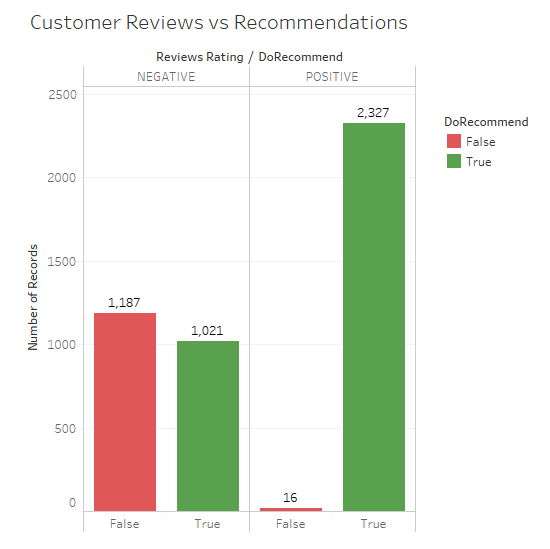 Customer Reviews vs Recommendations
Reviews Rating / DoRecommend
NEGATIVE POSITIVE
2500
2,327
DoRecommend
False
True
2000
Number of Records
1500
1,187
1,021
1000
500
16
0
False True False True